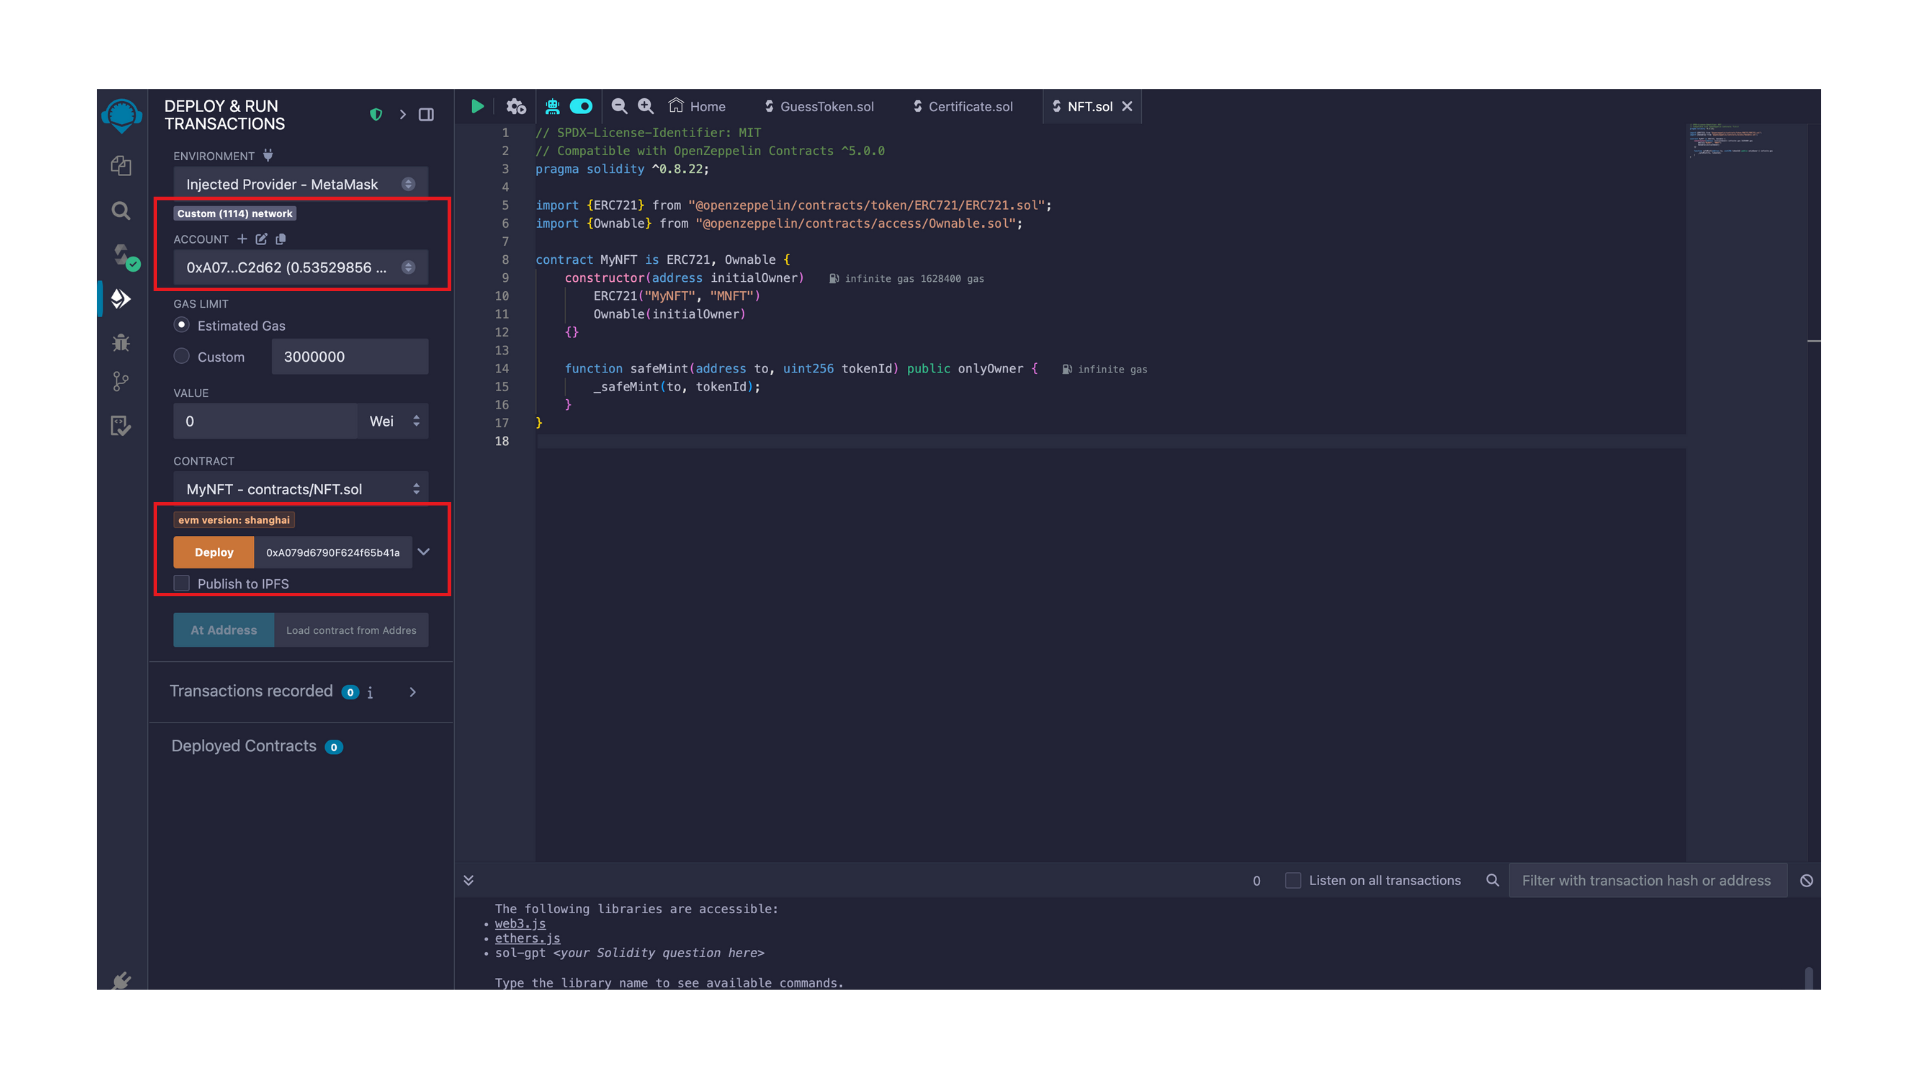 DEPLOY & RUN
TRANSACTIONS
ENVIRONMENT
Injected Provider - MetaMask
Custom (1114) network
ACCOUNT
0xA07...C2d62 (0.53529856 ...
GAS LIMIT
Estimated Gas
Custom
3000000
VALUE
0
Wei
CONTRACT
MyNFT - contracts/NFT.sol
evm version: shanghai
Deploy
0xA079d6790F624f65b41a
Publish to IPFS
At Address
Load contract from Addres
Transactions recorded 0 i
Deployed Contracts 0
Home
GuessToken.sol
Certificate.sol
NFT.sol
1 // SPDX-License-Identifier: MIT
2 // Compatible with OpenZeppelin Contracts ^5.0.0
3 pragma solidity ^0.8.22;
4
5 import {ERC721} from "@openzeppelin/contracts/token/ERC721/ERC721.sol";
6 import {Ownable} from "@openzeppelin/contracts/access/Ownable.sol";
7
8 contract MyNFT is ERC721, Ownable {
9 constructor(address initialOwner) infinite gas 1628400 gas
10 ERC721("MyNFT", "MNFT")
11 Ownable(initialOwner)
12 {}
13
14 function safeMint(address to, uint256 tokenId) public onlyOwner { infinite gas
15 _safeMint(to, tokenId);
16 }
17 }
18
0
Listen on all transactions
Filter with transaction hash or address
The following libraries are accessible:
• web3.js
• ethers.js
• sol-gpt <your Solidity question here>
Type the library name to see available commands.